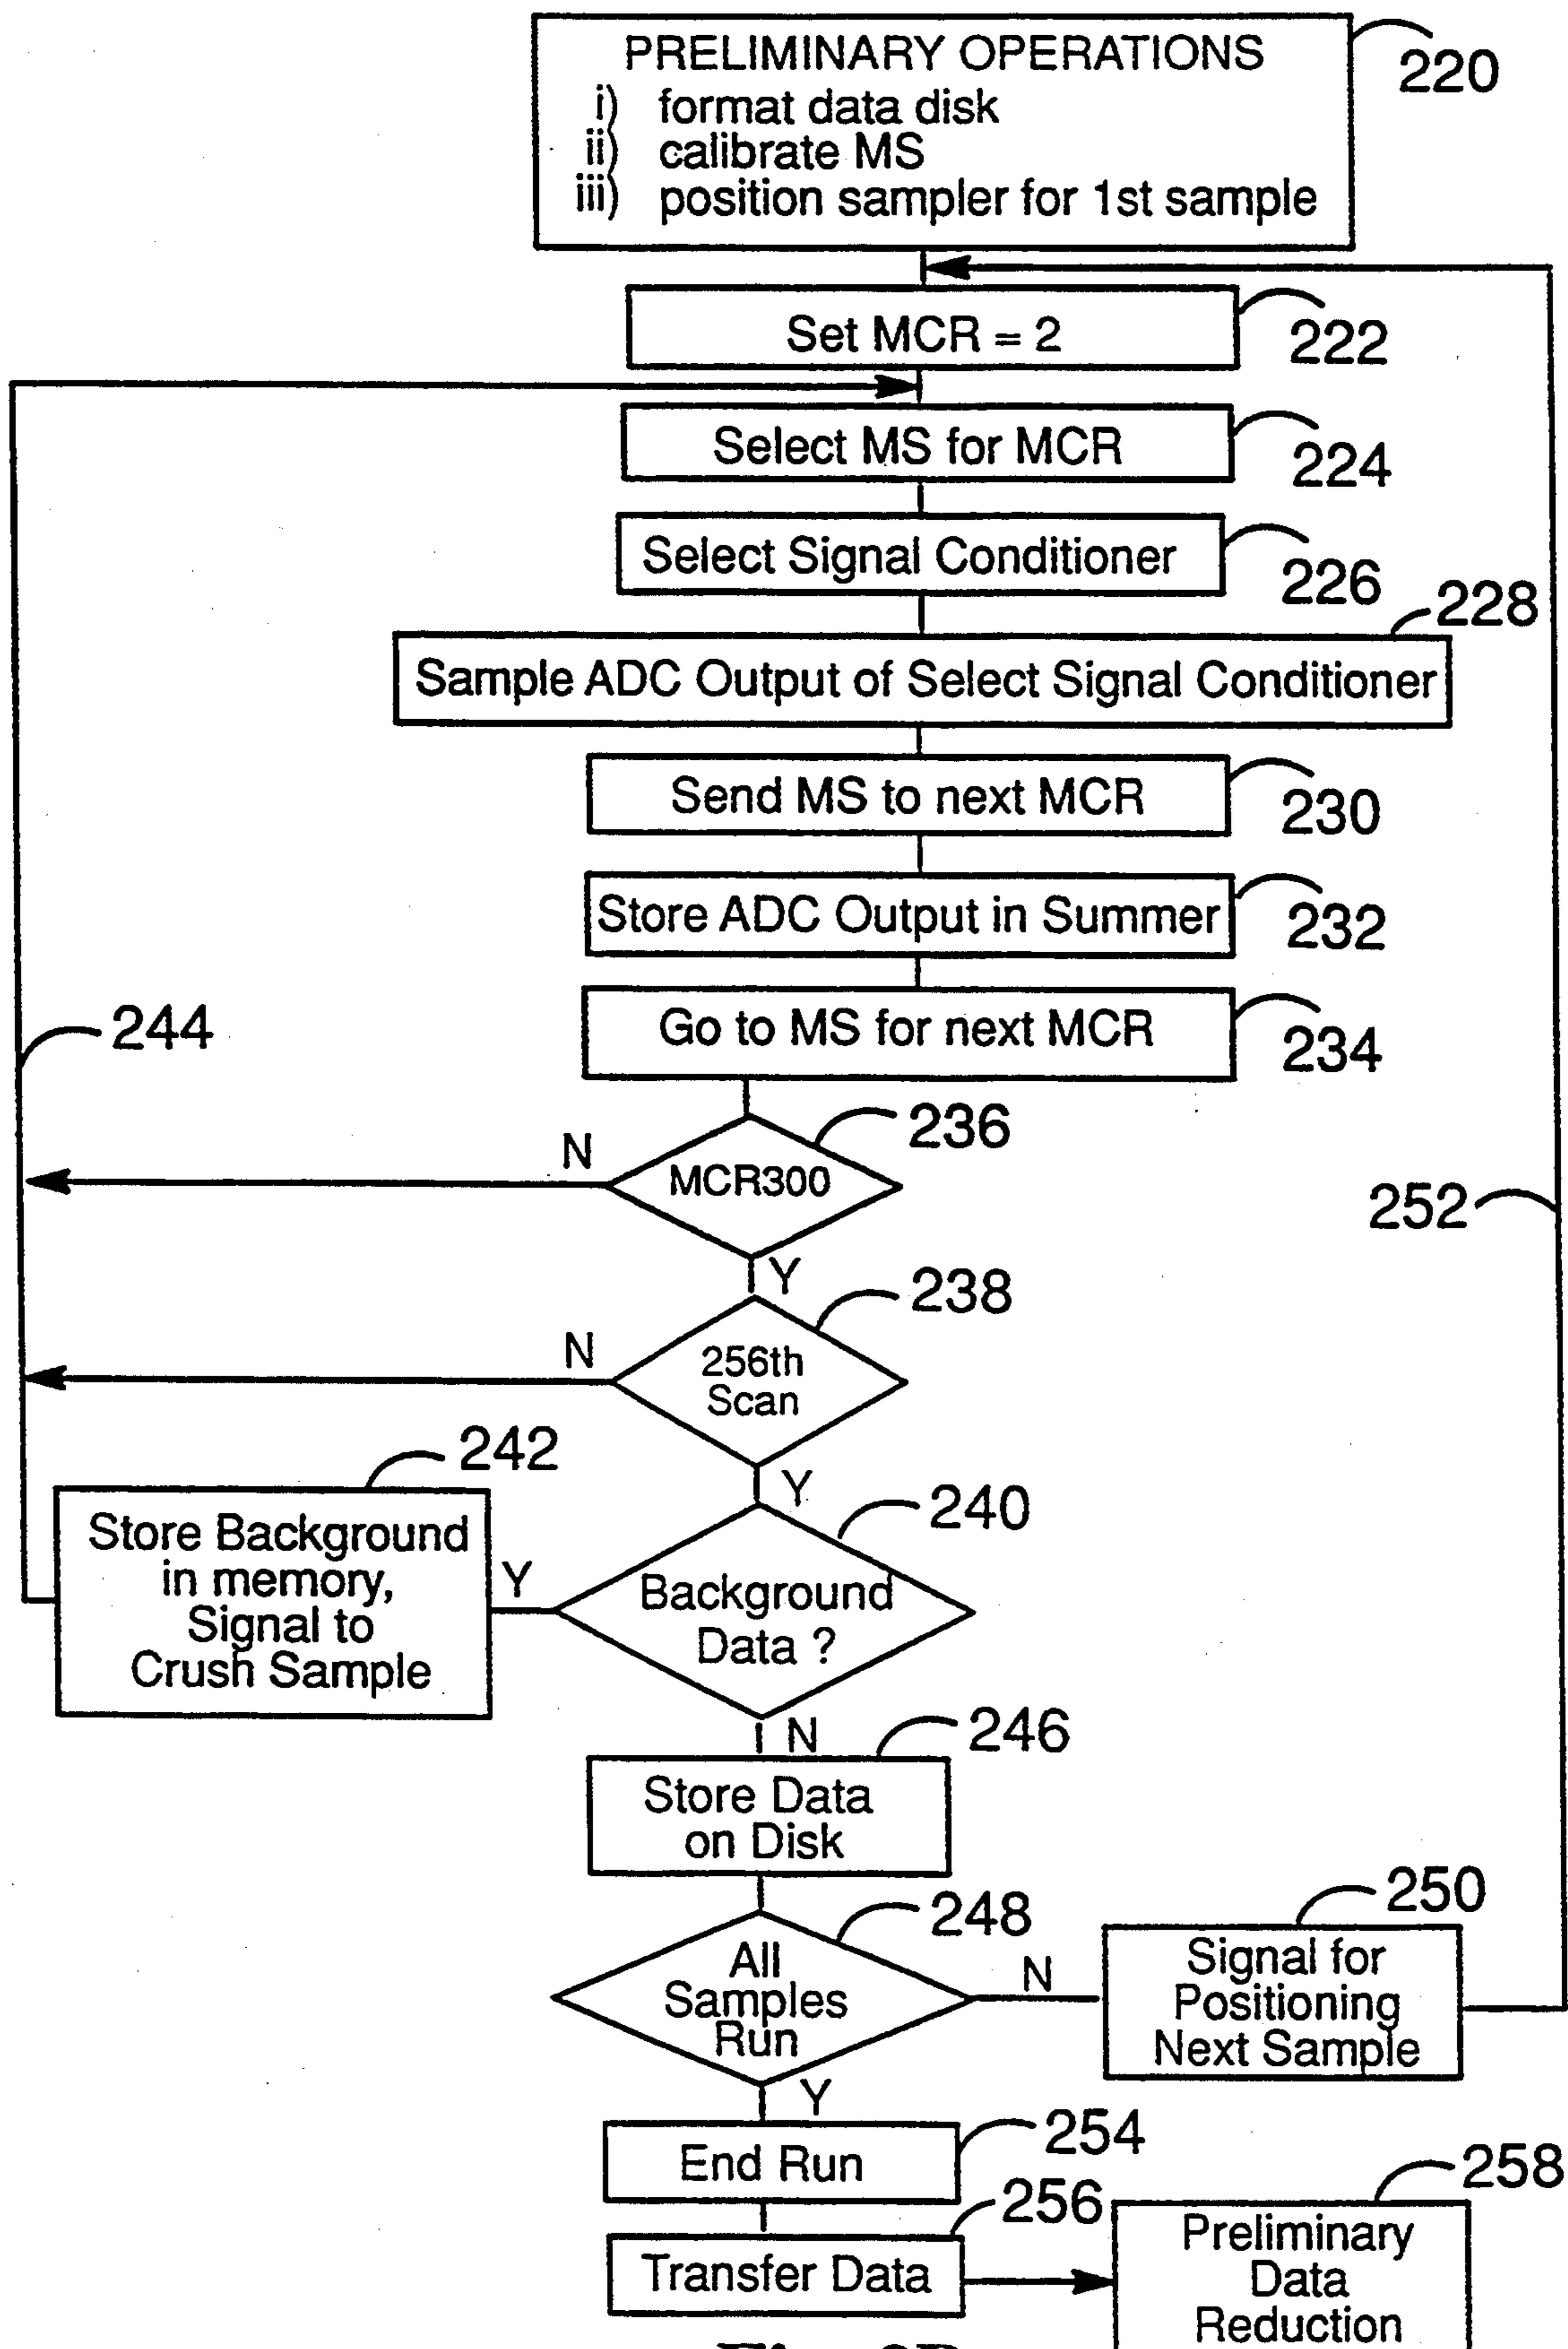 PRELIMINARY OPERATIONS
i) format data disk
ii) calibrate MS
iii) position sampler for 1st sample
220
Set MCR = 2
222
Select MS for MCR
224
Select Signal Conditioner
226
228
Sample ADC Output of Select Signal Conditioner
Send MS to next MCR
230
Store ADC Output in Summer
232
Go to MS for next MCR
234
244
236
N
MCR300
252
Y
238
N
256th
Scan
242
Y
240
Store Background
in memory,
Signal to
Crush Sample
Y
Background
Data ?
N
246
Store Data
on Disk
248
250
All
Samples
Run
N
Signal for
Positioning
Next Sample
Y
254
End Run
258
256
Transfer Data
Preliminary
Data
Reduction